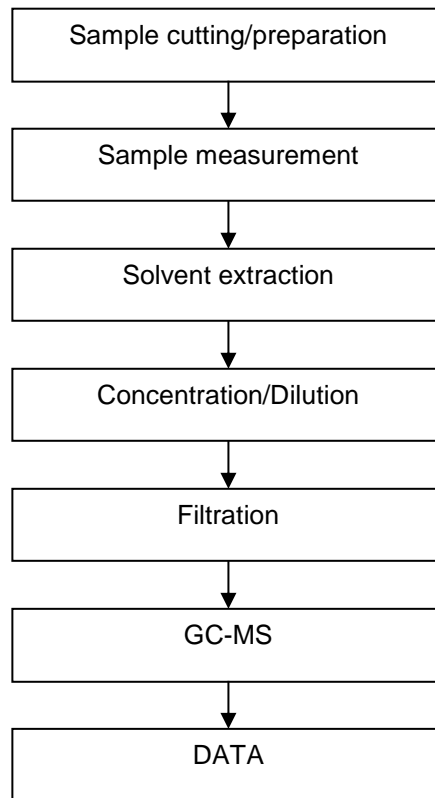 Sample cutting/preparation
Sample measurement
Solvent extraction
Concentration/Dilution
Filtration
GC-MS
DATA